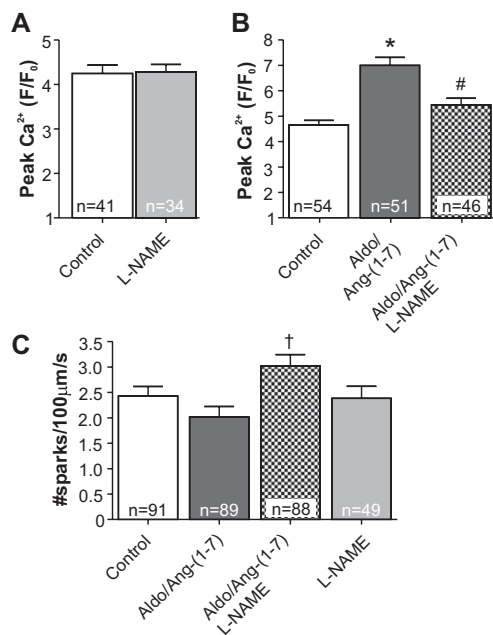 A
Peak Ca²⁺ (F/F₀)
5
4
3
2
1
n=41
n=34
Control
L-NAME
B
Peak Ca²⁺ (F/F₀)
8
7
6
5
4
3
2
1
*
#
n=54
n=51
n=46
Control
Aldo/
Ang-(1-7)
Aldo/Ang-(1-7)
L-NAME
C
#sparks/100µm/s
3.5
3.0
2.5
2.0
1.5
1.0
0.5
0
†
n=91
n=89
n=88
n=49
Control
Aldo/Ang-(1-7)
Aldo/Ang-(1-7)
L-NAME
L-NAME